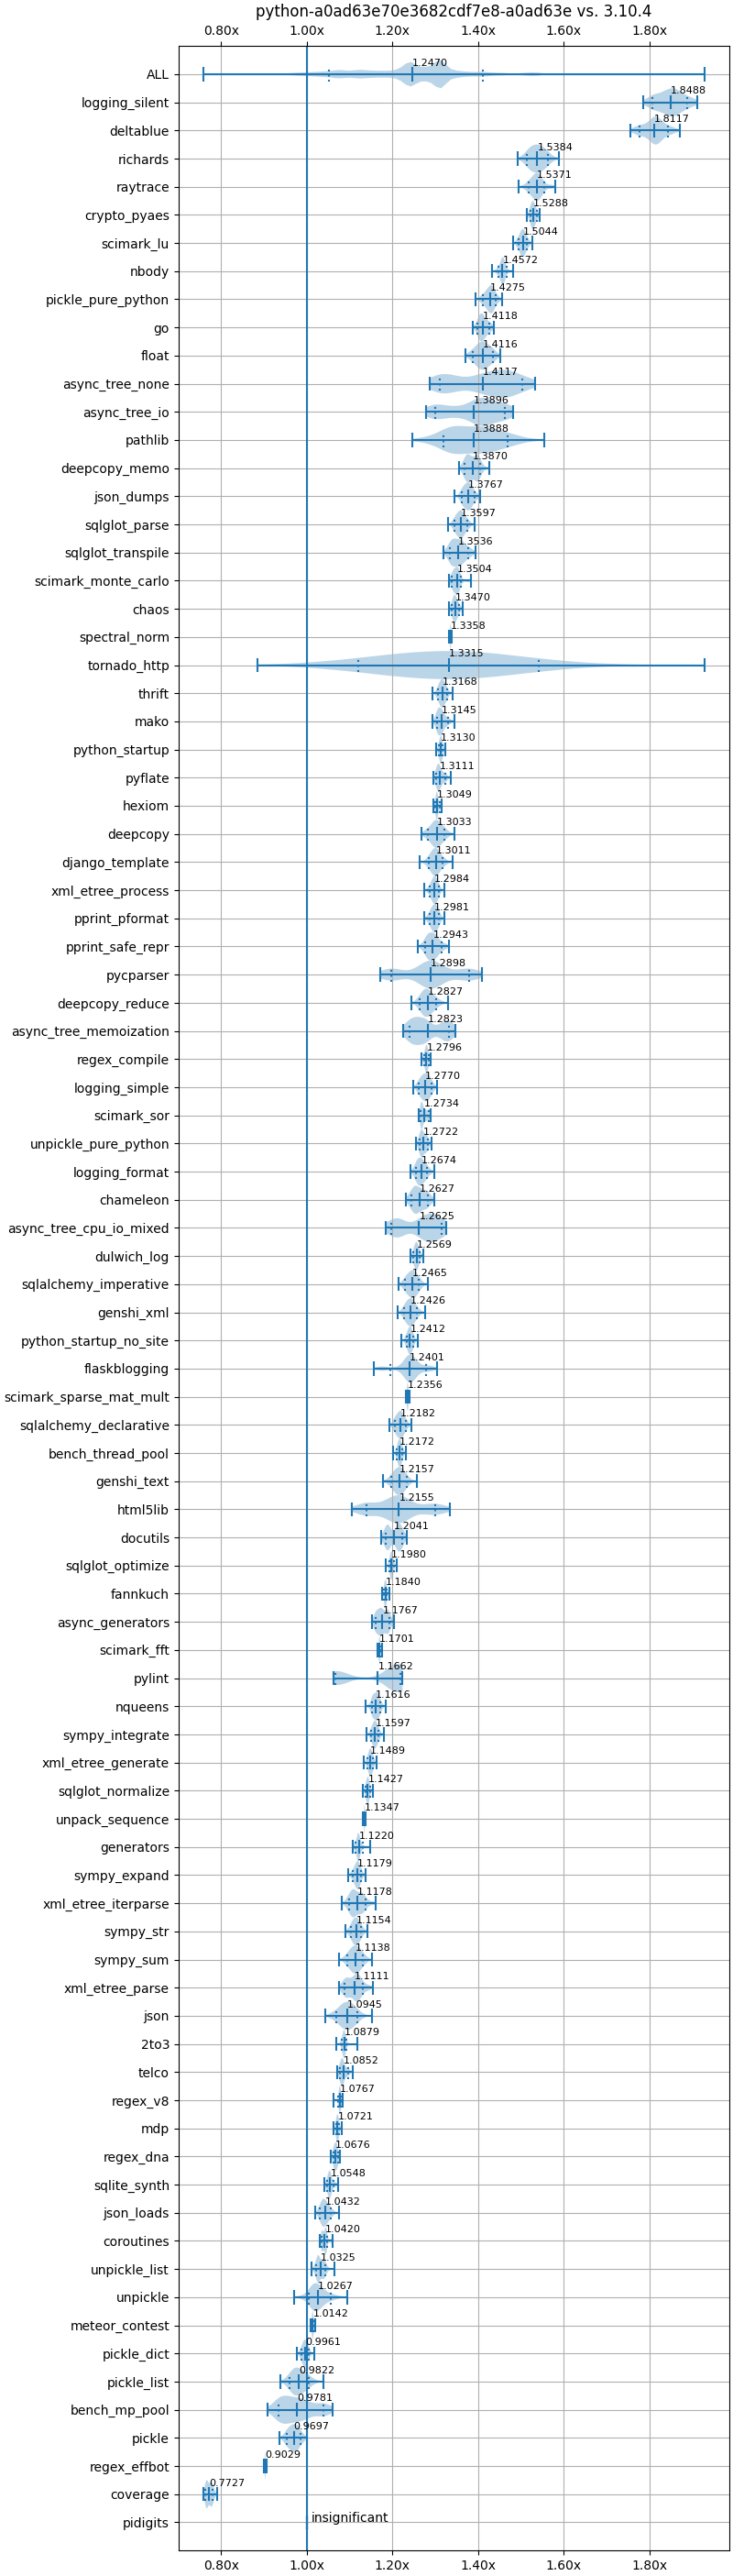 python-a0ad63e70e3682cdf7e8-a0ad63e vs. 3.10.4
0.80x 1.00x 1.20x 1.40x 1.60x 1.80x
ALL 1.2470
logging_silent 1.8488
deltablue 1.8117
richards 1.5384
raytrace 1.5371
crypto_pyaes 1.5288
scimark_lu 1.5044
nbody 1.4572
pickle_pure_python 1.4275
go 1.4118
float 1.4116
async_tree_none 1.4117
async_tree_io 1.3896
pathlib 1.3888
deepcopy_memo 1.3870
json_dumps 1.3767
sqlglot_parse 1.3597
sqlglot_transpile 1.3536
scimark_monte_carlo 1.3504
chaos 1.3470
spectral_norm 1.3358
tornado_http 1.3315
thrift 1.3168
mako 1.3145
python_startup 1.3130
pyflate 1.3111
hexiom 1.3049
deepcopy 1.3033
django_template 1.3011
xml_etree_process 1.2984
pprint_pformat 1.2981
pprint_safe_repr 1.2943
pycparser 1.2898
deepcopy_reduce 1.2827
async_tree_memoization 1.2823
regex_compile 1.2796
logging_simple 1.2770
scimark_sor 1.2734
unpickle_pure_python 1.2722
logging_format 1.2674
chameleon 1.2627
async_tree_cpu_io_mixed 1.2625
dulwich_log 1.2569
sqlalchemy_imperative 1.2465
genshi_xml 1.2426
python_startup_no_site 1.2412
flaskblogging 1.2401
scimark_sparse_mat_mult 1.2356
sqlalchemy_declarative 1.2182
bench_thread_pool 1.2172
genshi_text 1.2157
html5lib 1.2155
docutils 1.2041
sqlglot_optimize 1.1980
fannkuch 1.1840
async_generators 1.1767
scimark_fft 1.1701
pylint 1.1662
nqueens 1.1616
sympy_integrate 1.1597
xml_etree_generate 1.1489
sqlglot_normalize 1.1427
unpack_sequence 1.1347
generators 1.1220
sympy_expand 1.1179
xml_etree_iterparse 1.1178
sympy_str 1.1154
sympy_sum 1.1138
xml_etree_parse 1.1111
json 1.0945
2to3 1.0879
telco 1.0852
regex_v8 1.0767
mdp 1.0721
regex_dna 1.0676
sqlite_synth 1.0548
json_loads 1.0432
coroutines 1.0420
unpickle_list 1.0325
unpickle 1.0267
meteor_contest 1.0142
pickle_dict 0.9961
pickle_list 0.9822
bench_mp_pool 0.9781
pickle 0.9697
regex_effbot 0.9029
coverage 0.7727
pidigits insignificant
0.80x 1.00x 1.20x 1.40x 1.60x 1.80x